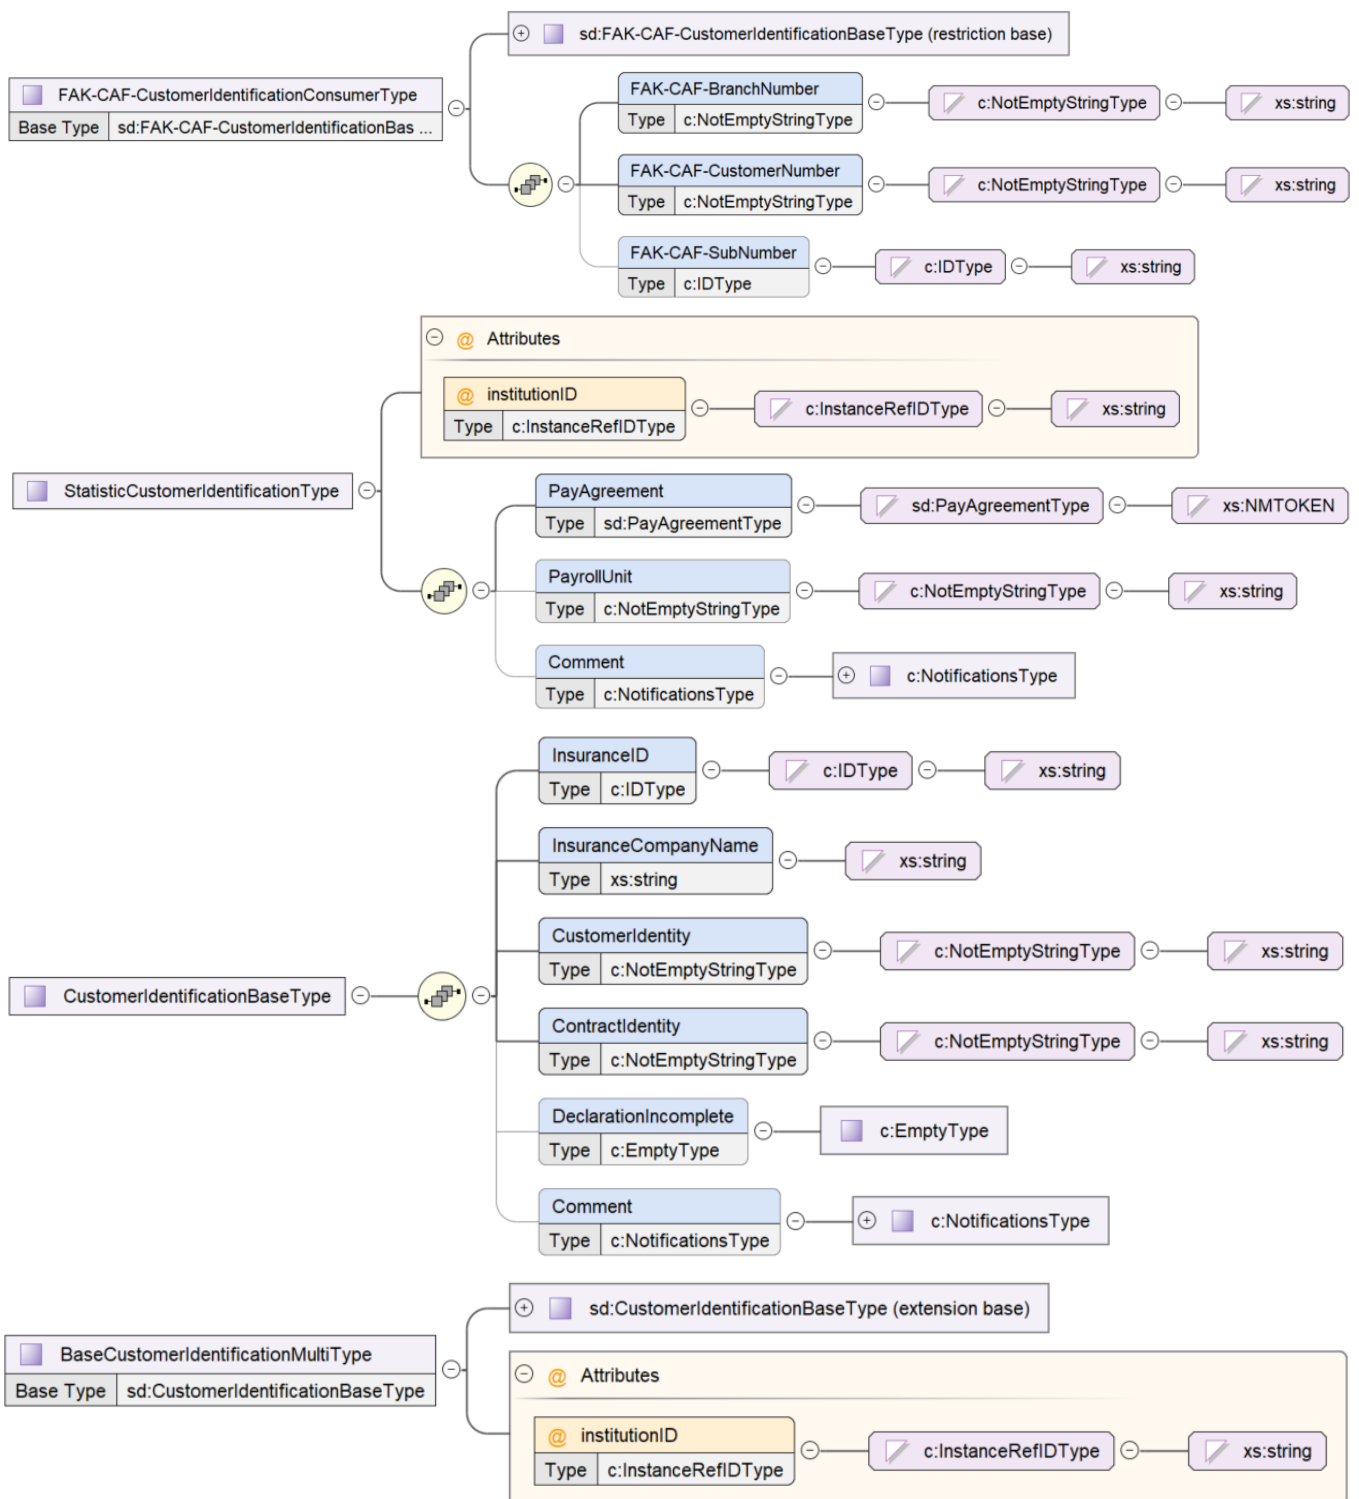 sd:FAK-CAF-CustomerIdentificationBaseType (restriction base)
FAK-CAF-CustomerIdentificationConsumerType
Base Type sd:FAK-CAF-CustomerIdentificationBas ...
FAK-CAF-BranchNumber
Type c:NotEmptyStringType
c:NotEmptyStringType
xs:string
FAK-CAF-CustomerNumber
Type c:NotEmptyStringType
c:NotEmptyStringType
xs:string
FAK-CAF-SubNumber
Type c:IDType
c:IDType
xs:string
@ Attributes
@ institutionID
Type c:InstanceRefIDType
c:InstanceRefIDType
xs:string
StatisticCustomerIdentificationType
PayAgreement
Type sd:PayAgreementType
sd:PayAgreementType
xs:NMTOKEN
PayrollUnit
Type c:NotEmptyStringType
c:NotEmptyStringType
xs:string
Comment
Type c:NotificationsType
c:NotificationsType
InsuranceID
Type c:IDType
c:IDType
xs:string
InsuranceCompanyName
Type xs:string
xs:string
CustomerIdentity
Type c:NotEmptyStringType
c:NotEmptyStringType
xs:string
CustomerIdentificationBaseType
ContractIdentity
Type c:NotEmptyStringType
c:NotEmptyStringType
xs:string
DeclarationIncomplete
Type c:EmptyType
c:EmptyType
Comment
Type c:NotificationsType
c:NotificationsType
sd:CustomerIdentificationBaseType (extension base)
BaseCustomerIdentificationMultiType
Base Type sd:CustomerIdentificationBaseType
@ Attributes
@ institutionID
Type c:InstanceRefIDType
c:InstanceRefIDType
xs:string